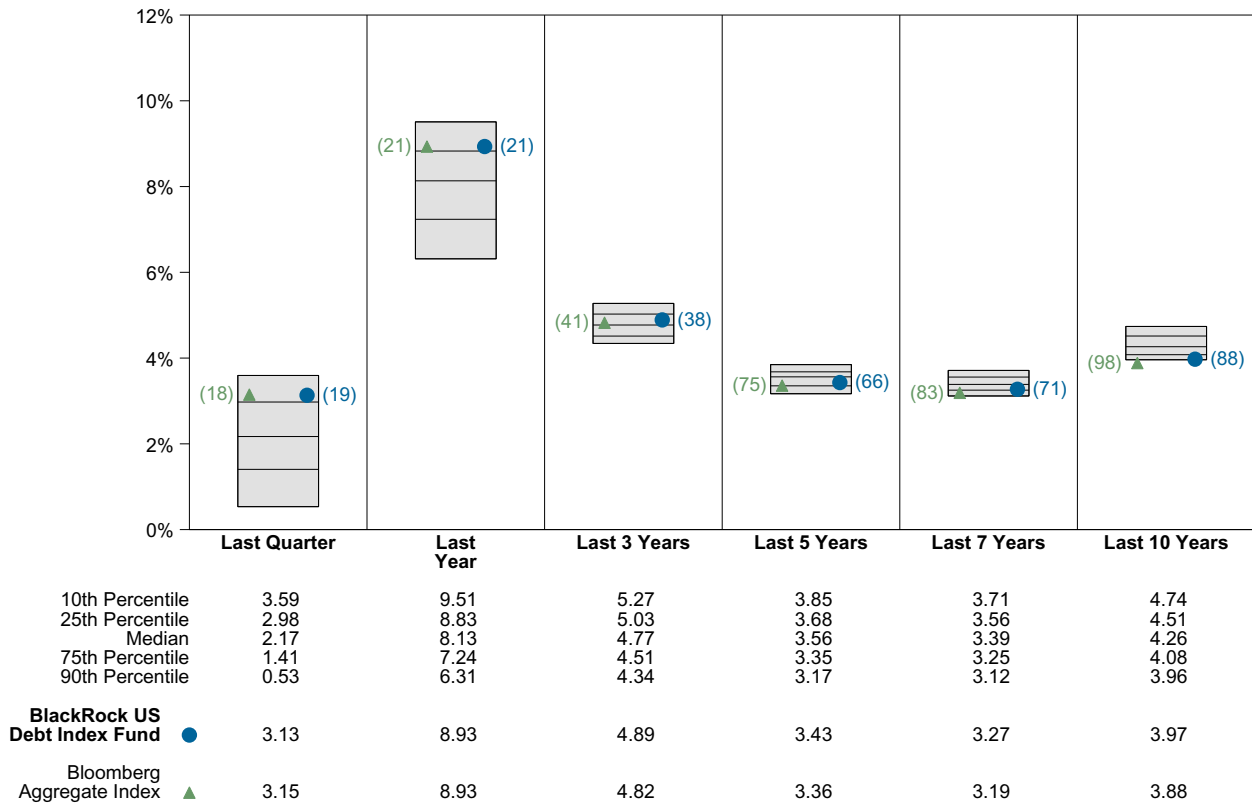 12%
10%
8%
6%
4%
2%
0%
(18) (19)
(21) (21)
(41) (38)
(75) (66)
(83) (71)
(98) (88)
Last Quarter Last Year Last 3 Years Last 5 Years Last 7 Years Last 10 Years
10th Percentile 3.59 9.51 5.27 3.85 3.71 4.74
25th Percentile 2.98 8.83 5.03 3.68 3.56 4.51
Median 2.17 8.13 4.77 3.56 3.39 4.26
75th Percentile 1.41 7.24 4.51 3.35 3.25 4.08
90th Percentile 0.53 6.31 4.34 3.17 3.12 3.96
BlackRock US
Debt Index Fund 3.13 8.93 4.89 3.43 3.27 3.97
Bloomberg
Aggregate Index 3.15 8.93 4.82 3.36 3.19 3.88